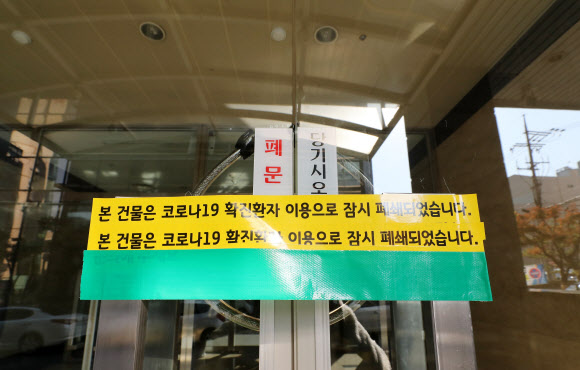 폐문
당기시오
본 건물은 코로나19 확진환자 이용으로 잠시 폐쇄되었습니다.
본 건물은 코로나19 확진환자 이용으로 잠시 폐쇄되었습니다.